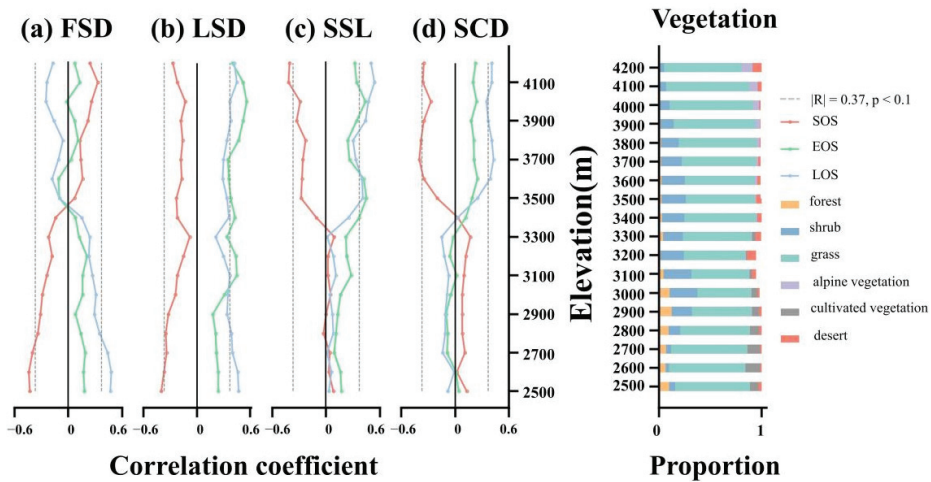 (a) FSD (b) LSD (c) SSL (d) SCD
4100
3900
3700
3500
3300
3100
2900
2700
2500
−0.6 0 0.6
−0.6 0 0.6
−0.6 0 0.6
−0.6 0 0.6
Correlation coefficient
Elevation(m)
Vegetation
4200
4100
4000
3900
3800
3700
3600
3500
3400
3300
3200
3100
3000
2900
2800
2700
2600
2500
0 1
Proportion
|R| = 0.37, p < 0.1
SOS
EOS
LOS
forest
shrub
grass
alpine vegetation
cultivated vegetation
desert